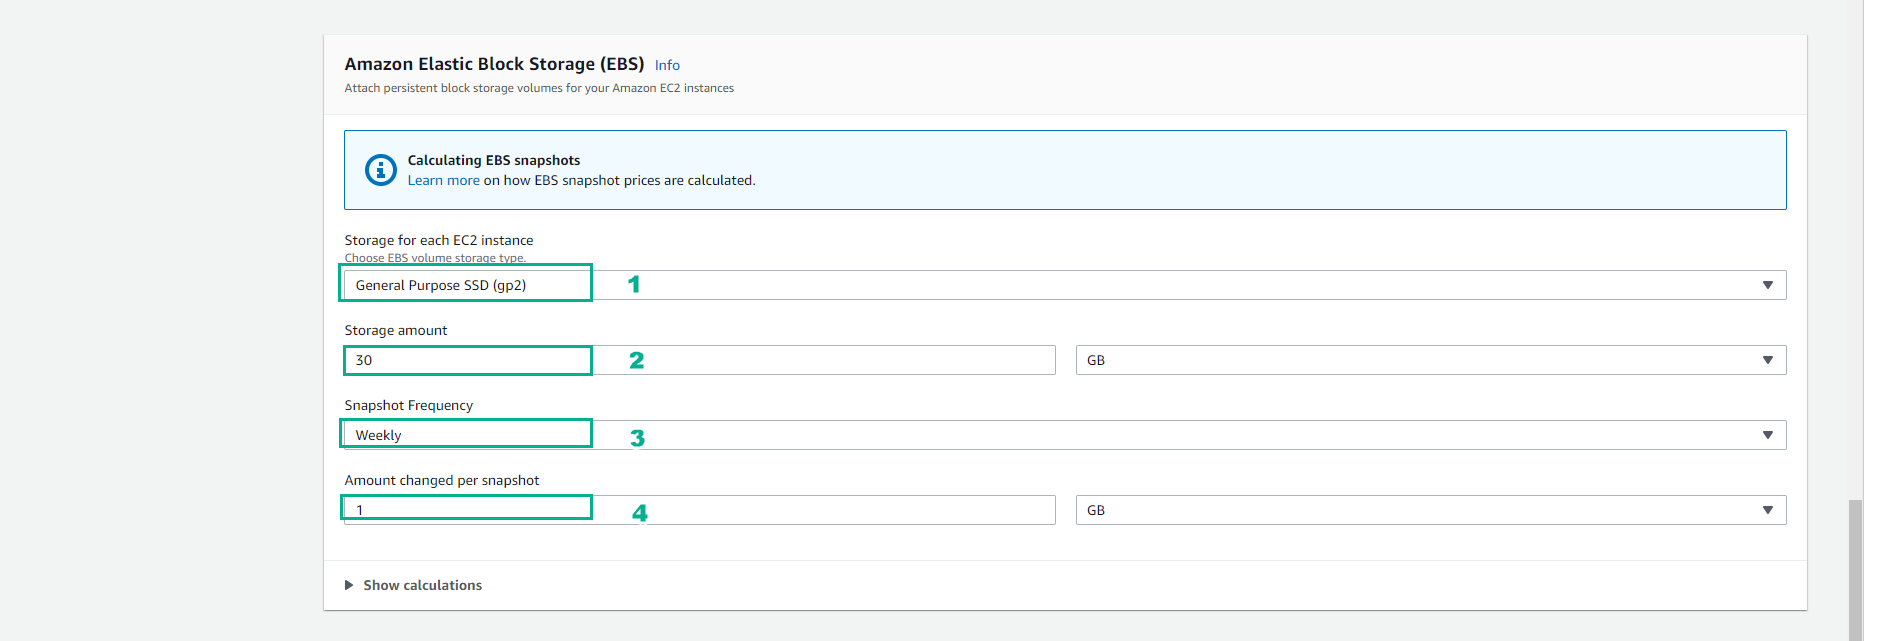 Amazon Elastic Block Storage (EBS) Info
Attach persistent block storage volumes for your Amazon EC2 instances
Calculating EBS snapshots
Learn more on how EBS snapshot prices are calculated.
Storage for each EC2 instance
Choose EBS volume storage type.
General Purpose SSD (gp2) 1
Storage amount
30 2 GB
Snapshot Frequency
Weekly 3
Amount changed per snapshot
1 4 GB
Show calculations